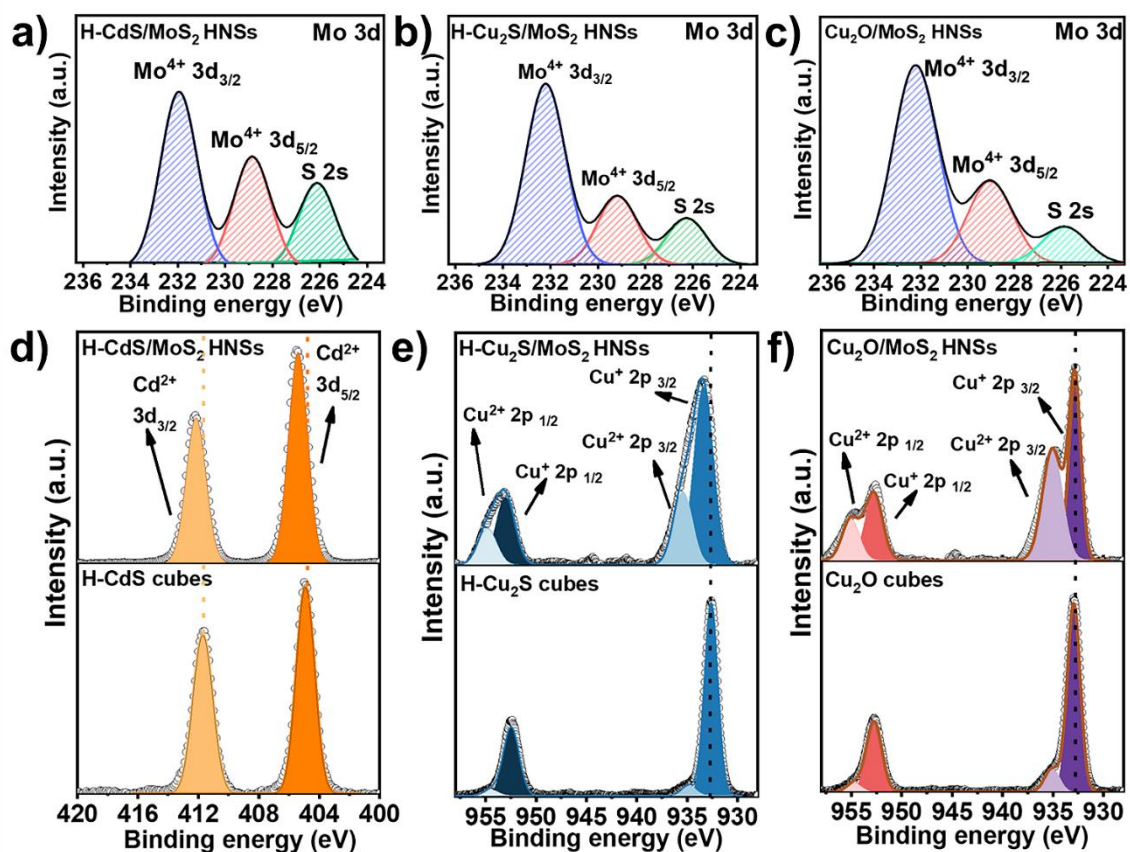 a)
H-CdS/MoS₂ HNSs
Mo 3d
Mo⁴⁺ 3d₃/₂
Mo⁴⁺ 3d₅/₂
S 2s
Intensity (a.u.)
236 234 232 230 228 226 224
Binding energy (eV)
b)
H-Cu₂S/MoS₂ HNSs
Mo 3d
Mo⁴⁺ 3d₃/₂
Mo⁴⁺ 3d₅/₂
S 2s
Intensity (a.u.)
236 234 232 230 228 226 224
Binding energy (eV)
c)
Cu₂O/MoS₂ HNSs
Mo 3d
Mo⁴⁺ 3d₃/₂
Mo⁴⁺ 3d₅/₂
S 2s
Intensity (a.u.)
236 234 232 230 228 226 224
Binding energy (eV)
d)
H-CdS/MoS₂ HNSs
Cd²⁺
3d₃/₂
Cd²⁺
3d₅/₂
H-CdS cubes
Intensity (a.u.)
420 416 412 408 404 400
Binding energy (eV)
e)
H-Cu₂S/MoS₂ HNSs
Cu⁺ 2p ₃/₂
Cu²⁺ 2p ₁/₂
Cu²⁺ 2p ₃/₂
Cu⁺ 2p ₁/₂
H-Cu₂S cubes
Intensity (a.u.)
955 950 945 940 935 930
Binding energy (eV)
f)
Cu₂O/MoS₂ HNSs
Cu⁺ 2p ₃/₂
Cu²⁺ 2p ₁/₂
Cu²⁺ 2p ₃/₂
Cu⁺ 2p ₁/₂
Cu₂O cubes
Intensity (a.u.)
955 950 945 940 935 930
Binding energy (eV)